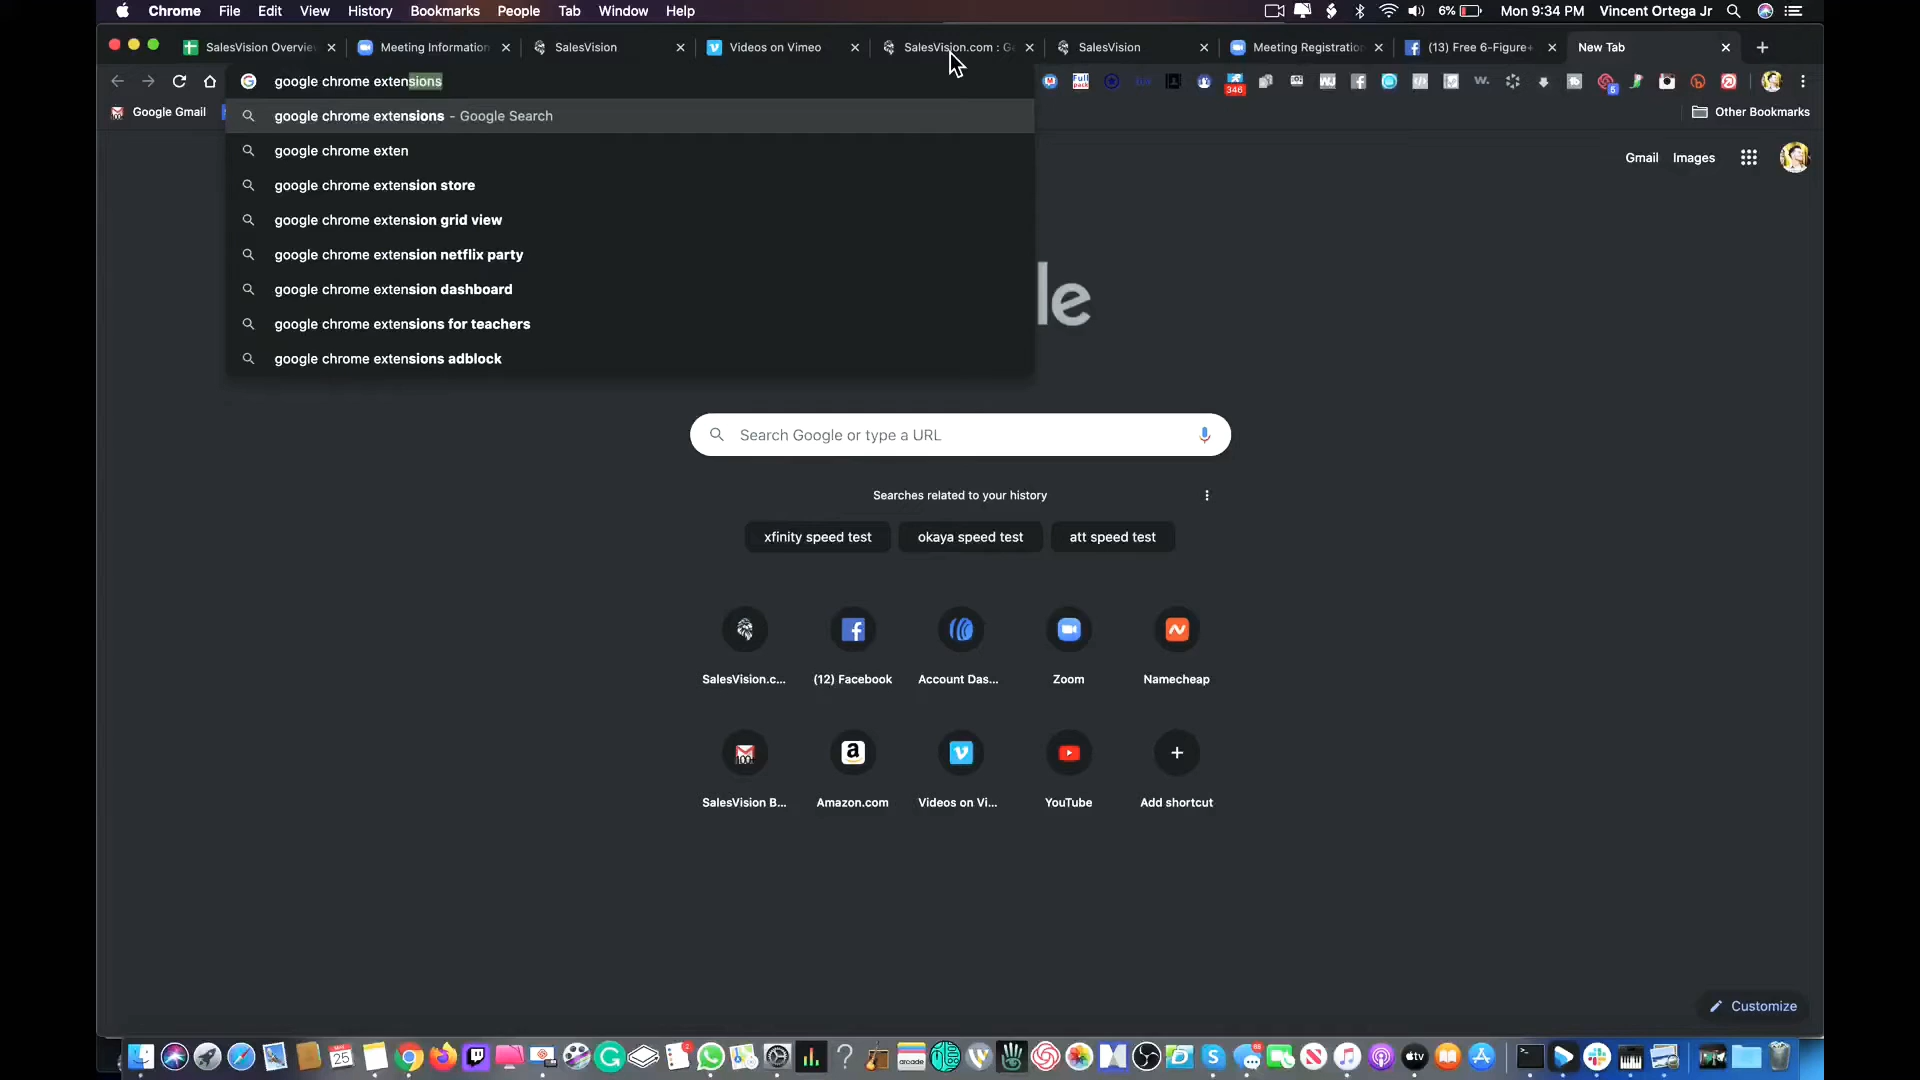 Chrome File Edit View History Bookmarks People Tab Window Help 6% Mon 9:34 PM Vincent Ortega Jr
SalesVision Overvie Meeting Information SalesVision Videos on Vimeo SalesVision.com : Ge SalesVision Meeting Registratio (13) Free 6-Figure+ New Tab
google chrome extensions
346 5
Google Gmail Other Bookmarks
google chrome extensions - Google Search
google chrome exten
google chrome extension store
google chrome extension grid view
google chrome extension netflix party
google chrome extension dashboard
google chrome extensions for teachers
google chrome extensions adblock
Gmail Images
le
Search Google or type a URL
Searches related to your history
xfinity speed test okaya speed test att speed test
SalesVision.c... (12) Facebook Account Das... Zoom Namecheap
SalesVision B... Amazon.com Videos on Vi... YouTube Add shortcut
Customize